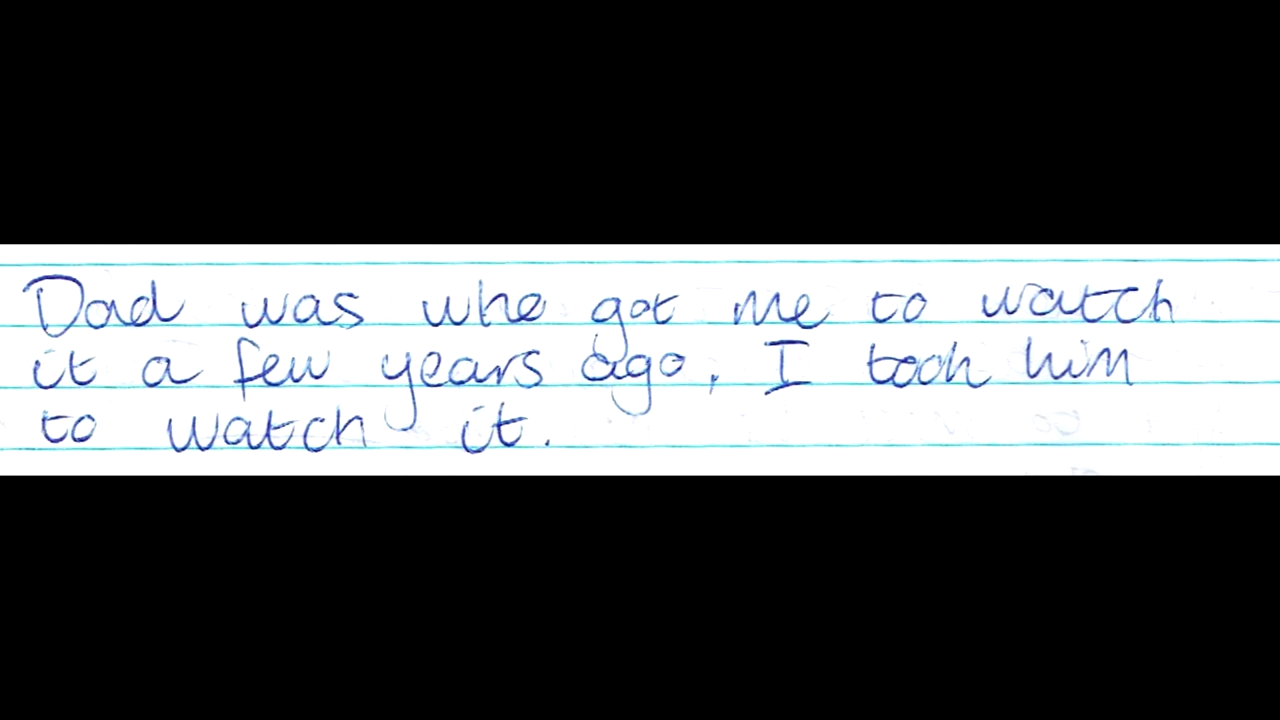 Dad was who got me to watch
it a few years ago, I took him
to watch it.